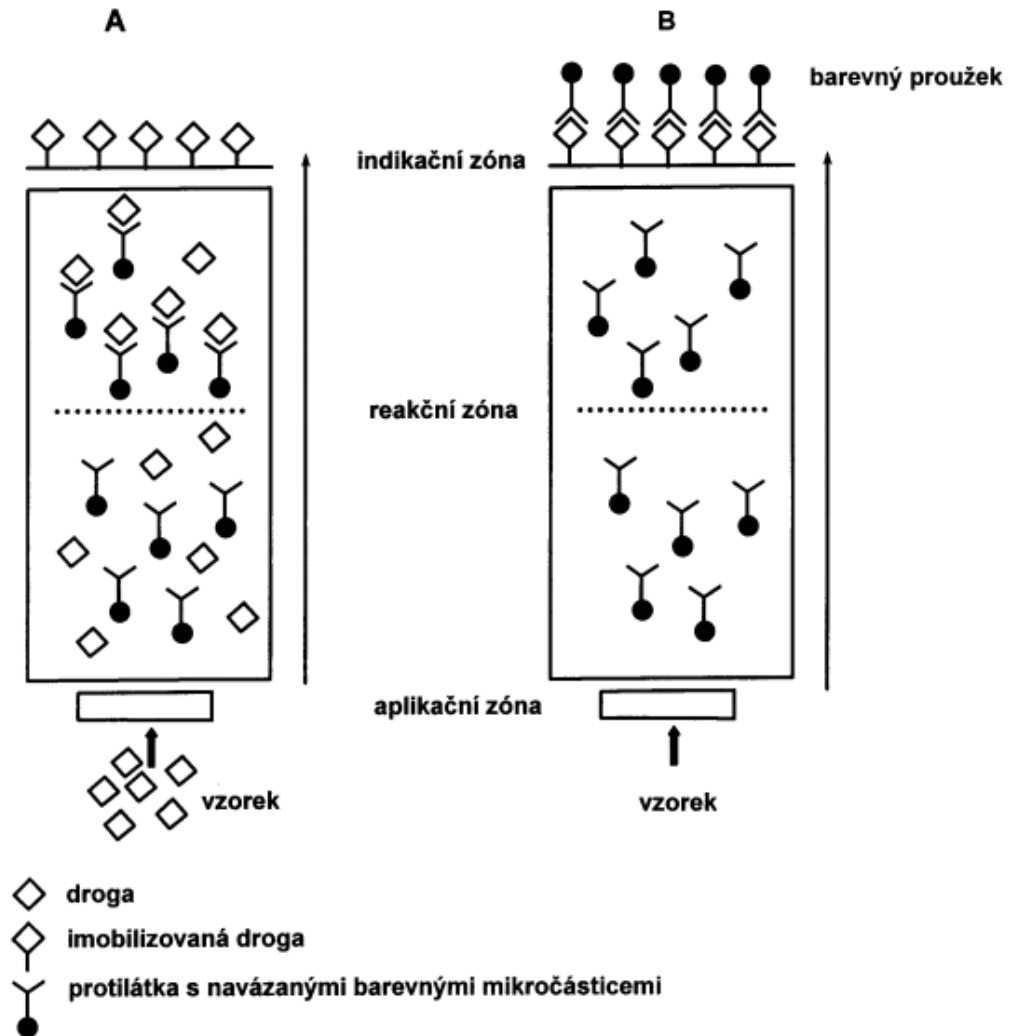 A
B
barevný proužek
indikační zóna
reakční zóna
aplikační zóna
vzorek
vzorek
droga
imobilizovaná droga
protilátka s navázanými barevnými mikročásticemi